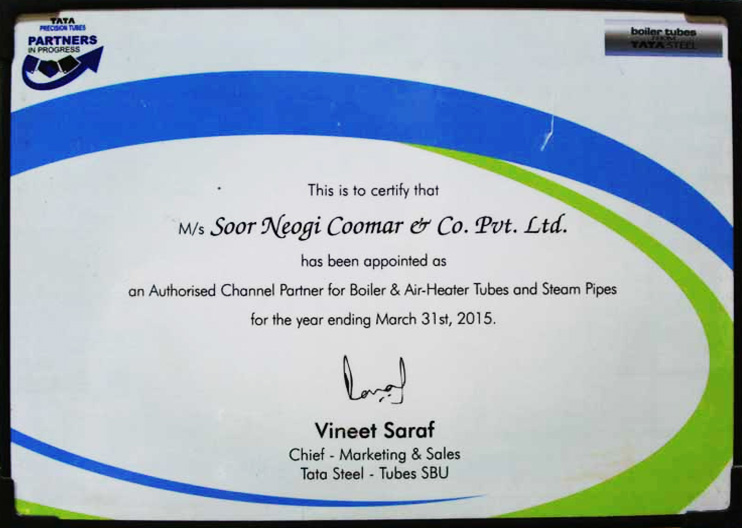 TATA
PRECISION TUBES
PARTNERS
IN PROGRESS
boiler tubes
FROM
TATA STEEL
This is to certify that
M/s Soor Neogi Coomar & Co. Pvt. Ltd.
has been appointed as
an Authorised Channel Partner for Boiler & Air-Heater Tubes and Steam Pipes
for the year ending March 31st, 2015.
Vineet Saraf
Chief - Marketing & Sales
Tata Steel - Tubes SBU